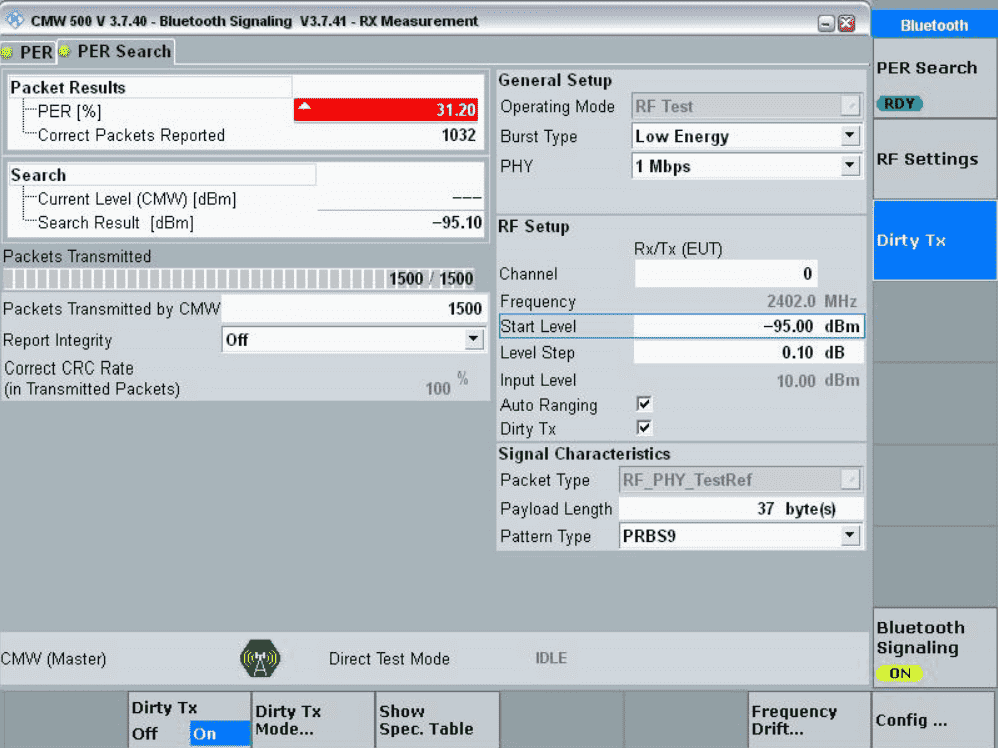 CMW 500 V 3.7.40 - Bluetooth Signaling  V3.7.41 - RX Measurement
Bluetooth
PER
PER Search
Packet Results
PER [%]
31.20
Correct Packets Reported
1032
Search
Current Level (CMW) [dBm]
---
Search Result [dBm]
-95.10
Packets Transmitted
1500 / 1500
Packets Transmitted by CMW
1500
Report Integrity
Off
Correct CRC Rate
(in Transmitted Packets)
100 %
General Setup
Operating Mode
RF Test
Burst Type
Low Energy
PHY
1 Mbps
RF Setup
Rx/Tx (EUT)
Channel
0
Frequency
2402.0 MHz
Start Level
-95.00 dBm
Level Step
0.10 dB
Input Level
10.00 dBm
Auto Ranging
Dirty Tx
Signal Characteristics
Packet Type
RF_PHY_TestRef
Payload Length
37 byte(s)
Pattern Type
PRBS9
PER Search
RDY
RF Settings
Dirty Tx
Bluetooth
Signaling
ON
CMW (Master)
Direct Test Mode
IDLE
Dirty Tx
Off On
Dirty Tx
Mode...
Show
Spec. Table
Frequency
Drift...
Config ...